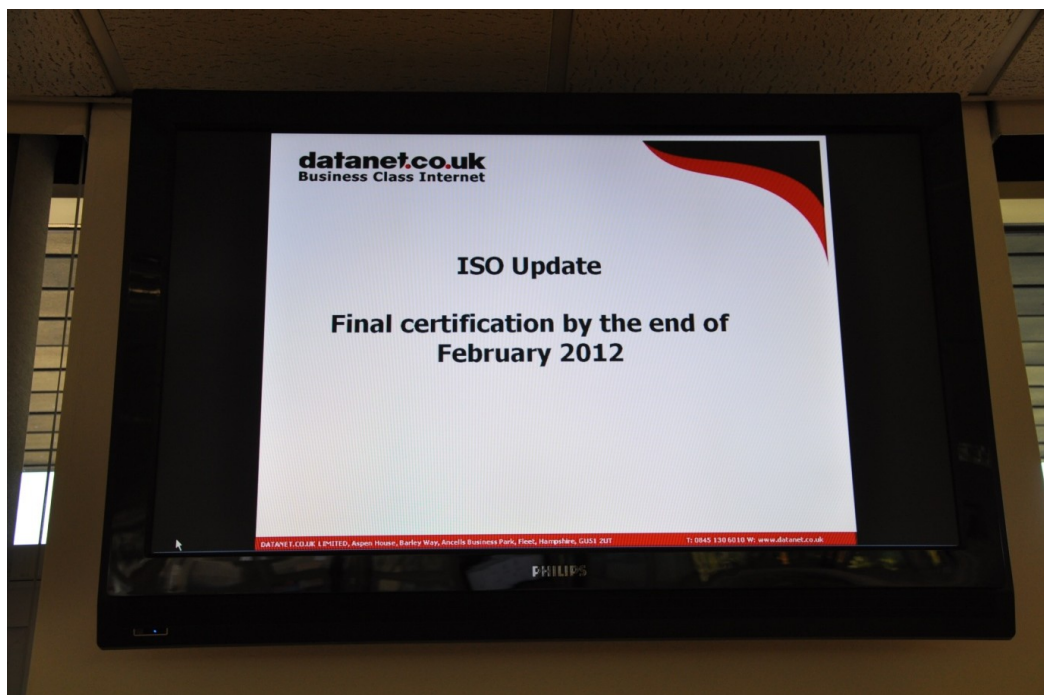 datanet.co.uk
Business Class Internet
ISO Update
Final certification by the end of
February 2012
DATANET.CO.UK LIMITED, Aspen House, Barley Way, Ancells Business Park, Fleet, Hampshire, GU51 2UT T: 0845 130 6010 W: www.datanet.co.uk
PHILIPS